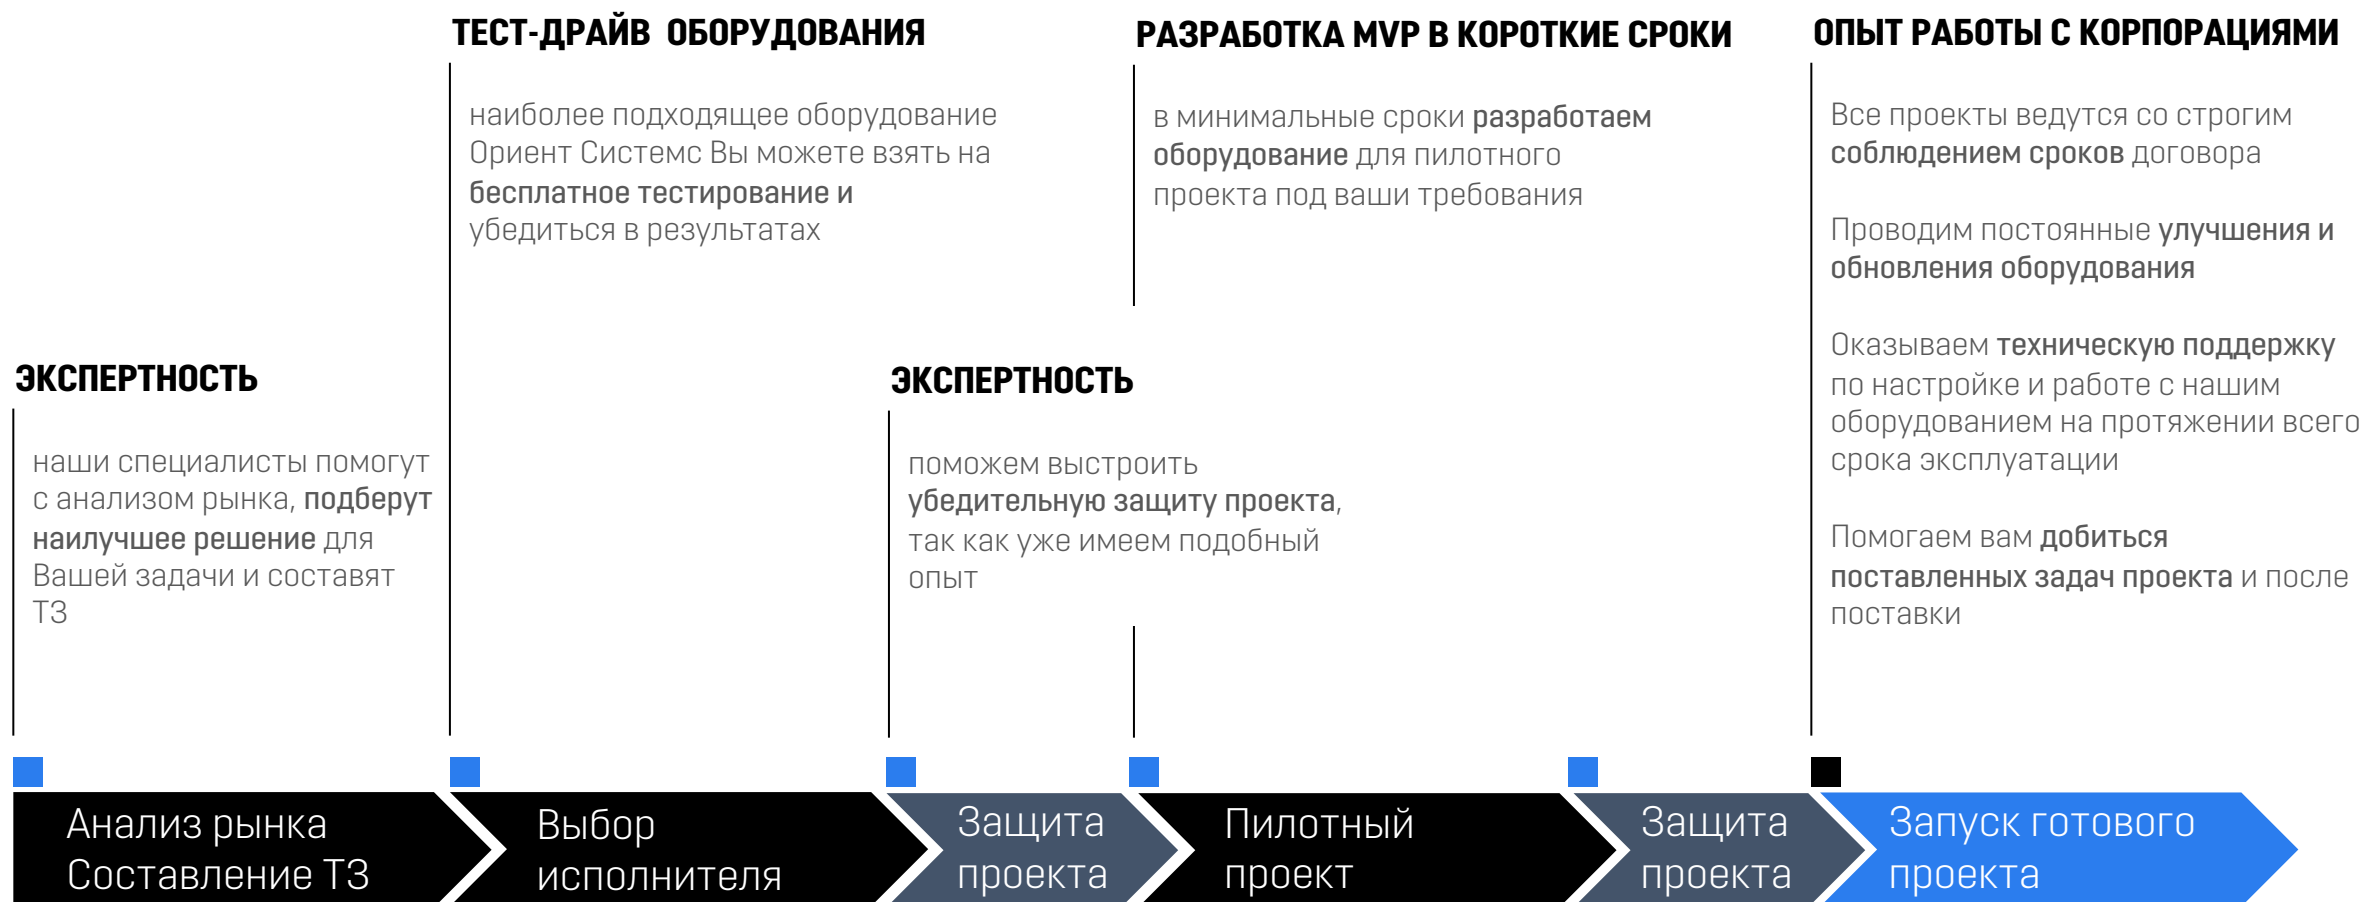 ТЕСТ-ДРАЙВ ОБОРУДОВАНИЯ
наиболее подходящее оборудование
Ориент Системс Вы можете взять на
бесплатное тестирование и
убедиться в результатах
РАЗРАБОТКА MVP В КОРОТКИЕ СРОКИ
в минимальные сроки разработаем
оборудование для пилотного
проекта под ваши требования
ОПЫТ РАБОТЫ С КОРПОРАЦИЯМИ
Все проекты ведутся со строгим
соблюдением сроков договора
Проводим постоянные улучшения и
обновления оборудования
Оказываем техническую поддержку
по настройке и работе с нашим
оборудованием на протяжении всего
срока эксплуатации
Помогаем вам добиться
поставленных задач проекта и после
поставки
ЭКСПЕРТНОСТЬ
наши специалисты помогут
с анализом рынка, подберут
наилучшее решение для
Вашей задачи и составят
ТЗ
ЭКСПЕРТНОСТЬ
поможем выстроить
убедительную защиту проекта,
так как уже имеем подобный
опыт
Анализ рынка
Составление ТЗ
Выбор
исполнителя
Защита
проекта
Пилотный
проект
Защита
проекта
Запуск готового
проекта